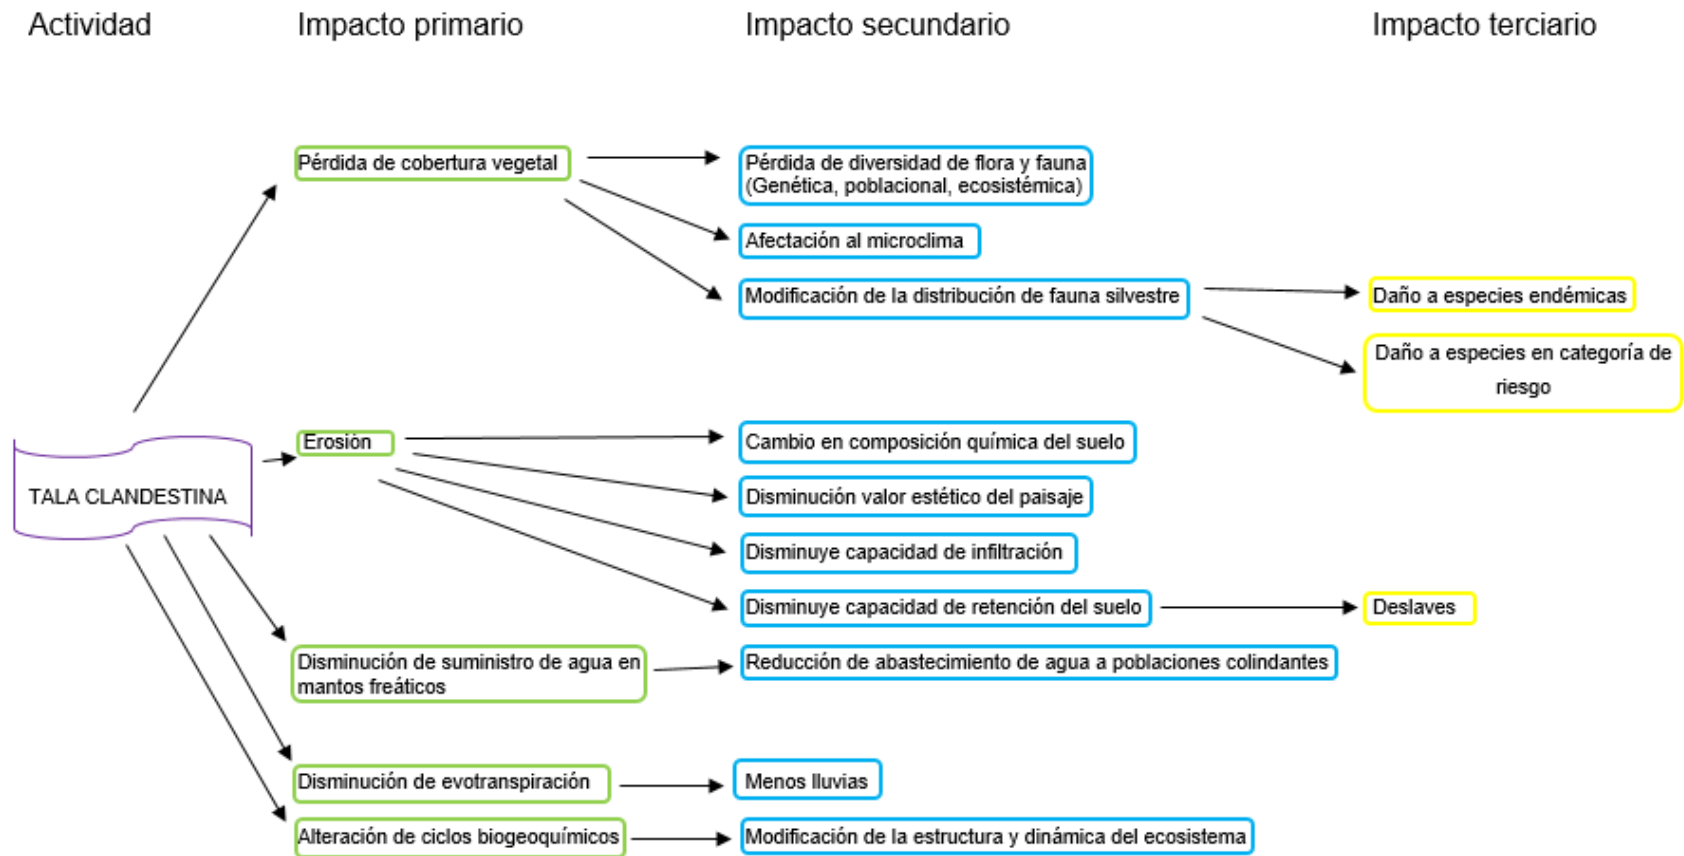 Actividad
Impacto primario
Impacto secundario
Impacto terciario
Pérdida de cobertura vegetal
Pérdida de diversidad de flora y fauna
(Genética, poblacional, ecosistémica)
Afectación al microclima
Modificación de la distribución de fauna silvestre
Daño a especies endémicas
Daño a especies en categoría de
riesgo
TALA CLANDESTINA
Erosión
Cambio en composición química del suelo
Disminución valor estético del paisaje
Disminuye capacidad de infiltración
Disminuye capacidad de retención del suelo
Deslaves
Disminución de suministro de agua en
mantos freáticos
Reducción de abastecimiento de agua a poblaciones colindantes
Disminución de evotranspiración
Menos lluvias
Alteración de ciclos biogeoquímicos
Modificación de la estructura y dinámica del ecosistema